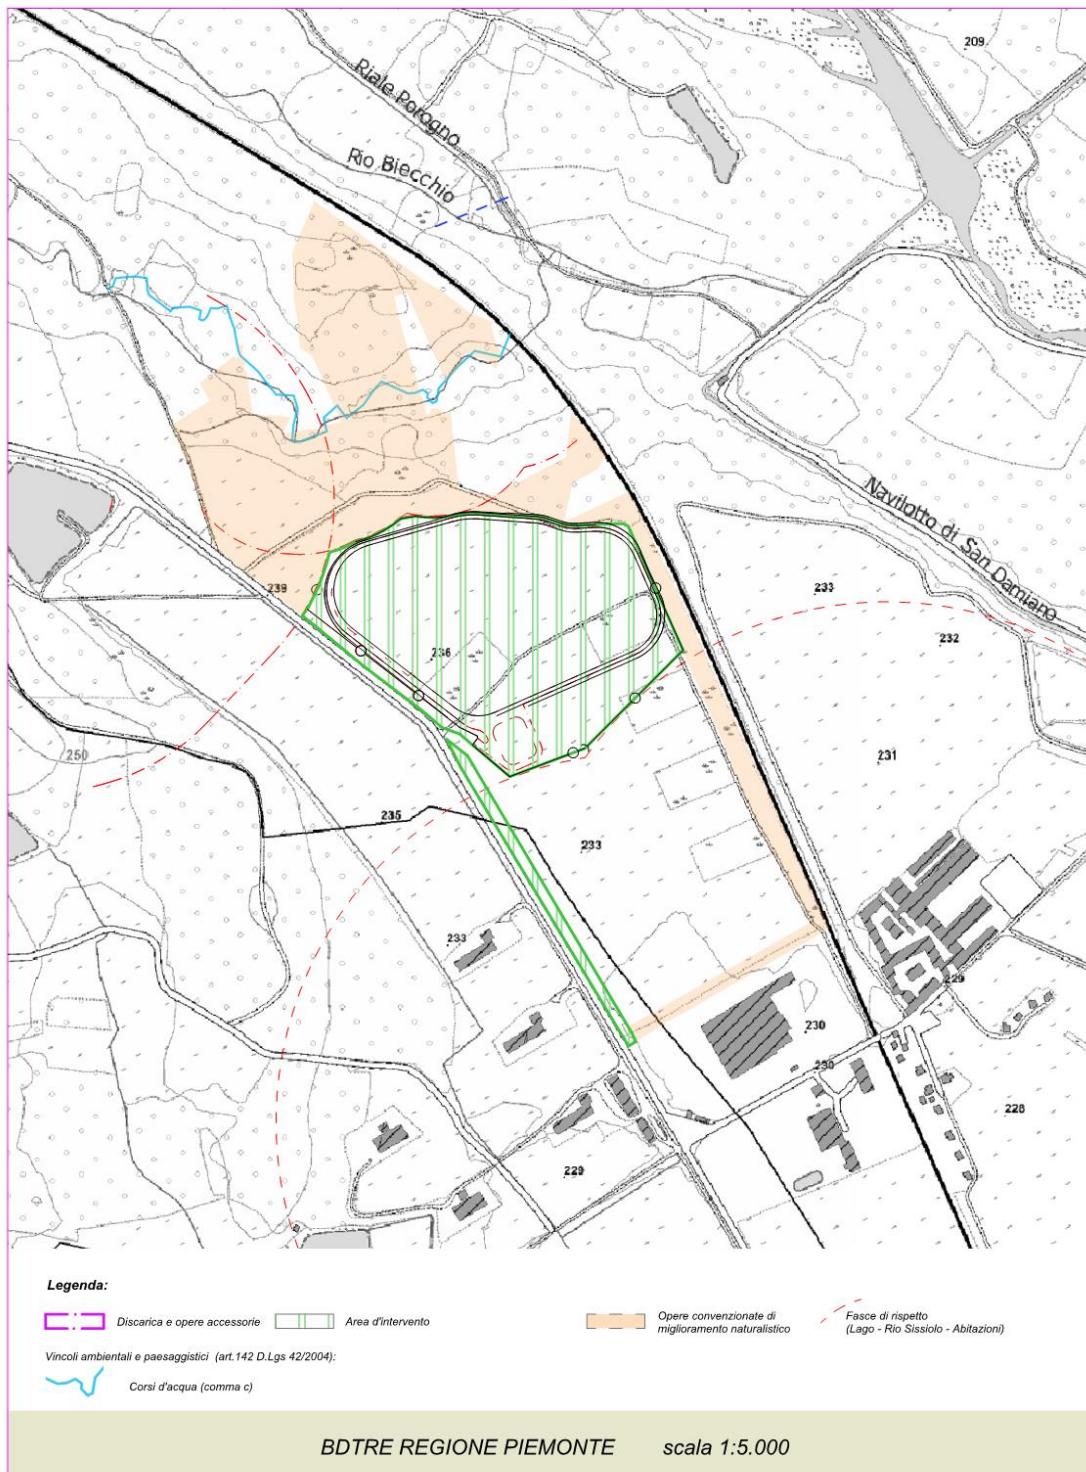 209
Riale Porogno
Rio Biecchio
Navilotto di San Damiano
239
233
232
236
250
231
235
233
233
229
230
230
228
229
Legenda:
Discarica e opere accessorie
Area d'intervento
Opere convenzionate di
miglioramento naturalistico
Fasce di rispetto
(Lago - Rio Sissiolo - Abitazioni)
Vincoli ambientali e paesaggistici (art.142 D.Lgs 42/2004):
Corsi d'acqua (comma c)
BDTRE REGIONE PIEMONTE scala 1:5.000